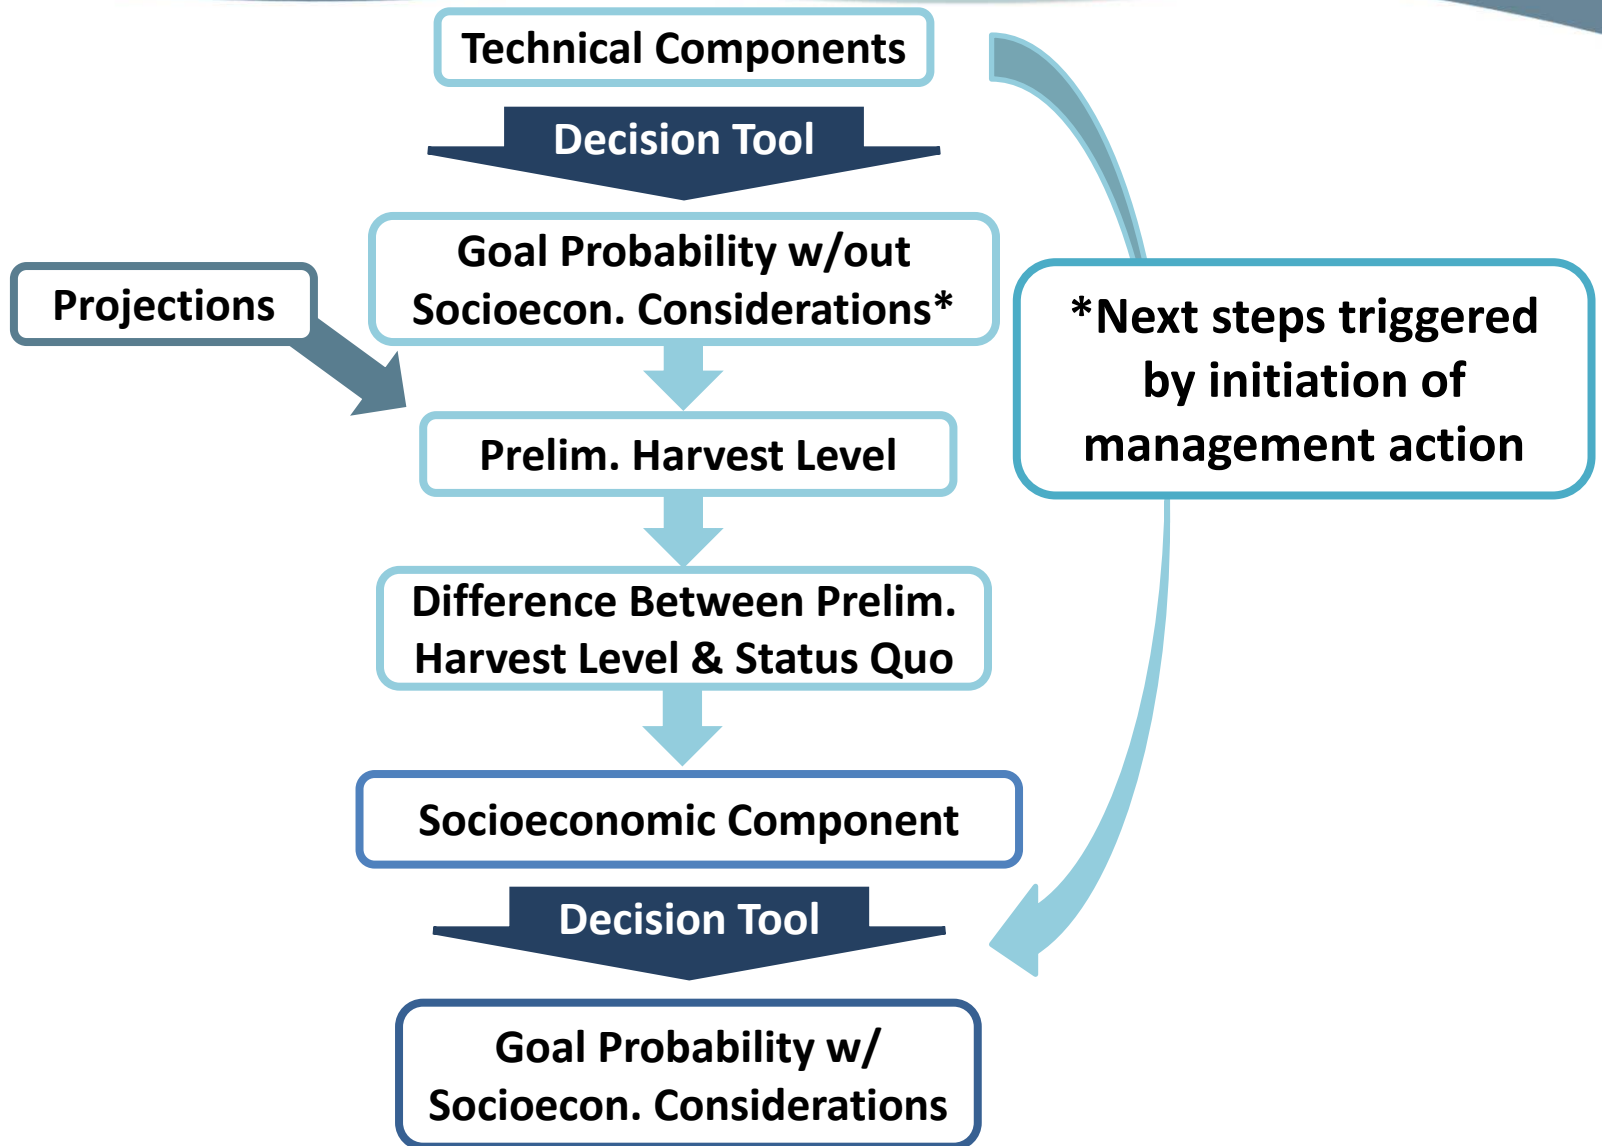 Technical Components
Decision Tool
Goal Probability w/out
Socioecon. Considerations*
Projections
*Next steps triggered
by initiation of
management action
Prelim. Harvest Level
Difference Between Prelim.
Harvest Level & Status Quo
Socioeconomic Component
Decision Tool
Goal Probability w/
Socioecon. Considerations